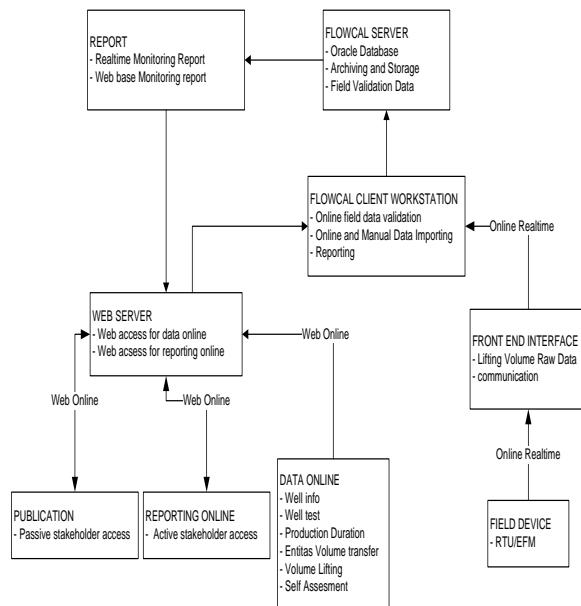 REPORT
- Realtime Monitoring Report
- Web base Monitoring report
FLOWCAL SERVER
- Oracle Database
- Archiving and Storage
- Field Validation Data
FLOWCAL CLIENT WORKSTATION
- Online field data validation
- Online and Manual Data Importing
- Reporting
Online Realtime
WEB SERVER
- Web access for data online
- Web access for reporting online
Web Online
FRONT END INTERFACE
- Lifting Volume Raw Data
- communication
Web Online
Web Online
Online Realtime
DATA ONLINE
- Well info
- Well test
- Production Duration
- Entitas Volume transfer
- Volume Lifting
- Self Assesment
PUBLICATION
- Passive stakeholder access
REPORTING ONLINE
- Active stakeholder access
FIELD DEVICE
- RTU/EFM